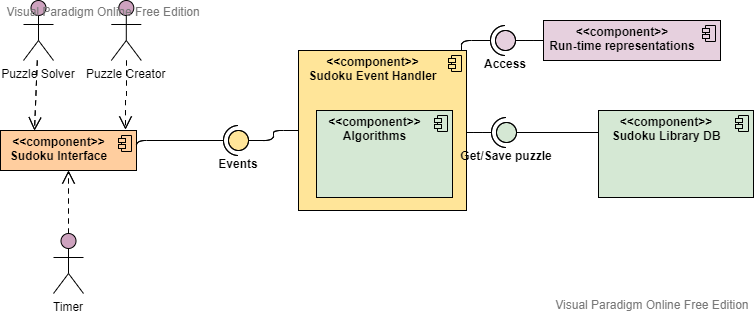 Visual Paradigm Online Free Edition
Puzzle Solver
Puzzle Creator
<<component>>
Sudoku Interface
Timer
Events
<<component>>
Sudoku Event Handler
<<component>>
Algorithms
Access
<<component>>
Run-time representations
Get/Save puzzle
<<component>>
Sudoku Library DB
Visual Paradigm Online Free Edition